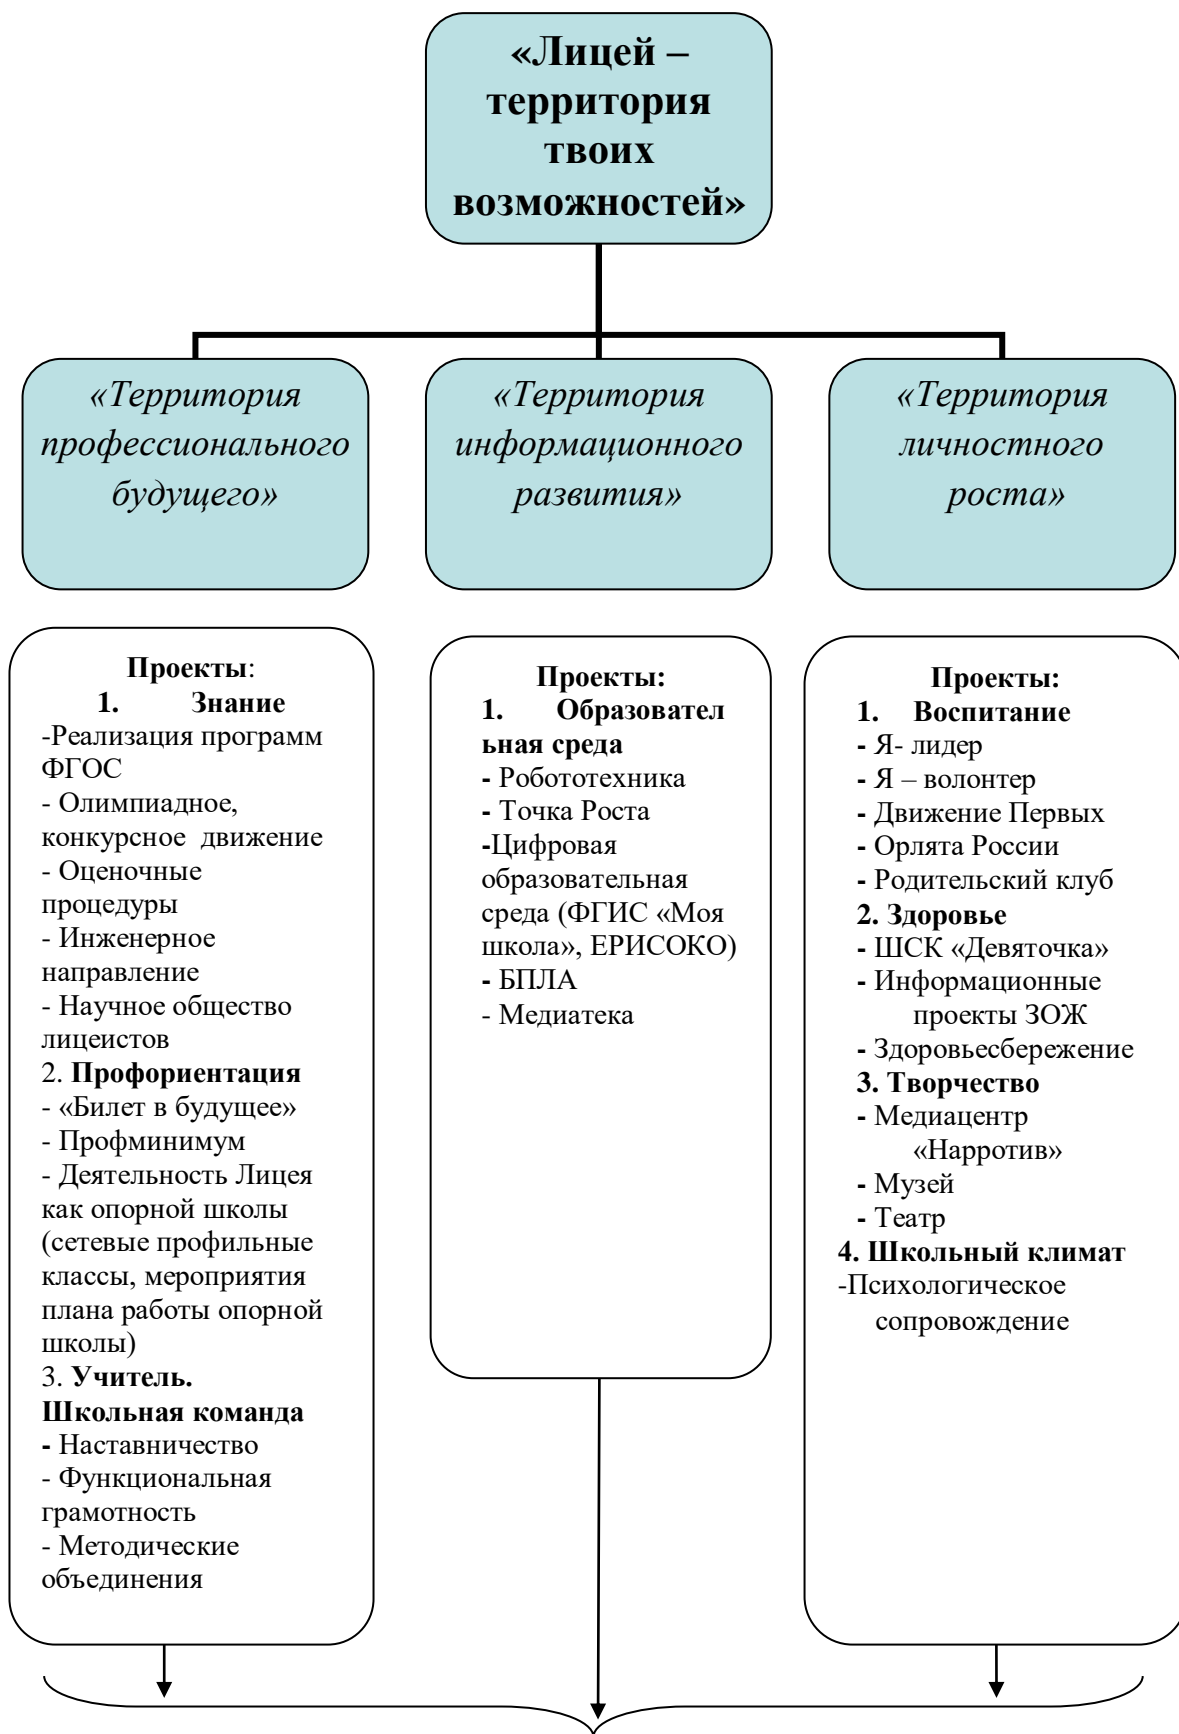 «Лицей –
территория
твоих
возможностей»
«Территория
профессионального
будущего»
«Территория
информационного
развития»
«Территория
личностного
роста»
Проекты:
1. Знание
-Реализация программ
ФГОС
- Олимпиадное,
конкурсное движение
- Оценочные
процедуры
- Инженерное
направление
- Научное общество
лицеистов
2. Профориентация
- «Билет в будущее»
- Профминимум
- Деятельность Лицея
как опорной школы
(сетевые профильные
классы, мероприятия
плана работы опорной
школы)
3. Учитель.
Школьная команда
- Наставничество
- Функциональная
грамотность
- Методические
объединения
Проекты:
1. Образовател
ьная среда
- Робототехника
- Точка Роста
-Цифровая
образовательная
среда (ФГИС «Моя
школа», ЕРИСОКО)
- БПЛА
- Медиатека
Проекты:
1. Воспитание
- Я- лидер
- Я – волонтер
- Движение Первых
- Орлята России
- Родительский клуб
2. Здоровье
- ШСК «Девяточка»
- Информационные
проекты ЗОЖ
- Здоровьесбережение
3. Творчество
- Медиацентр
«Нарротив»
- Музей
- Театр
4. Школьный климат
-Психологическое
сопровождение